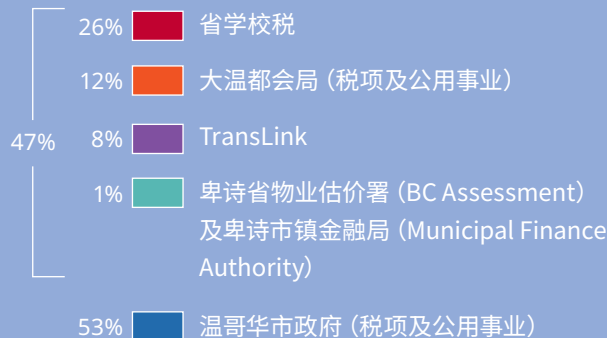 26% 省学校税
12% 大温都会局（税项及公用事业）
47%
8% TransLink
1% 卑诗省物业估价署（BC Assessment）
及卑诗市镇金融局（Municipal Finance
Authority）
53% 温哥华市政府（税项及公用事业）